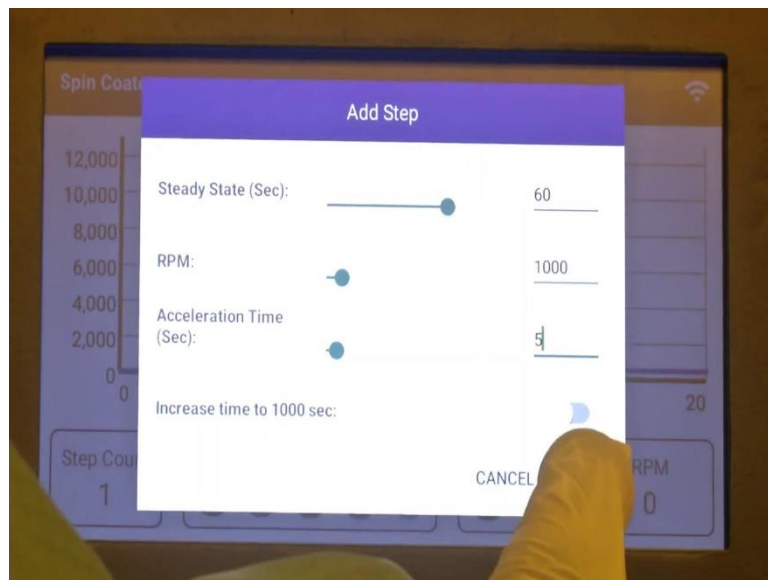 Spin Coate
Add Step
12,000
10,000
8,000
6,000
4,000
2,000
0
0
20
Steady State (Sec):
60
RPM:
1000
Acceleration Time
(Sec):
5
Increase time to 1000 sec:
CANCEL
Step Cou
1
RPM
0